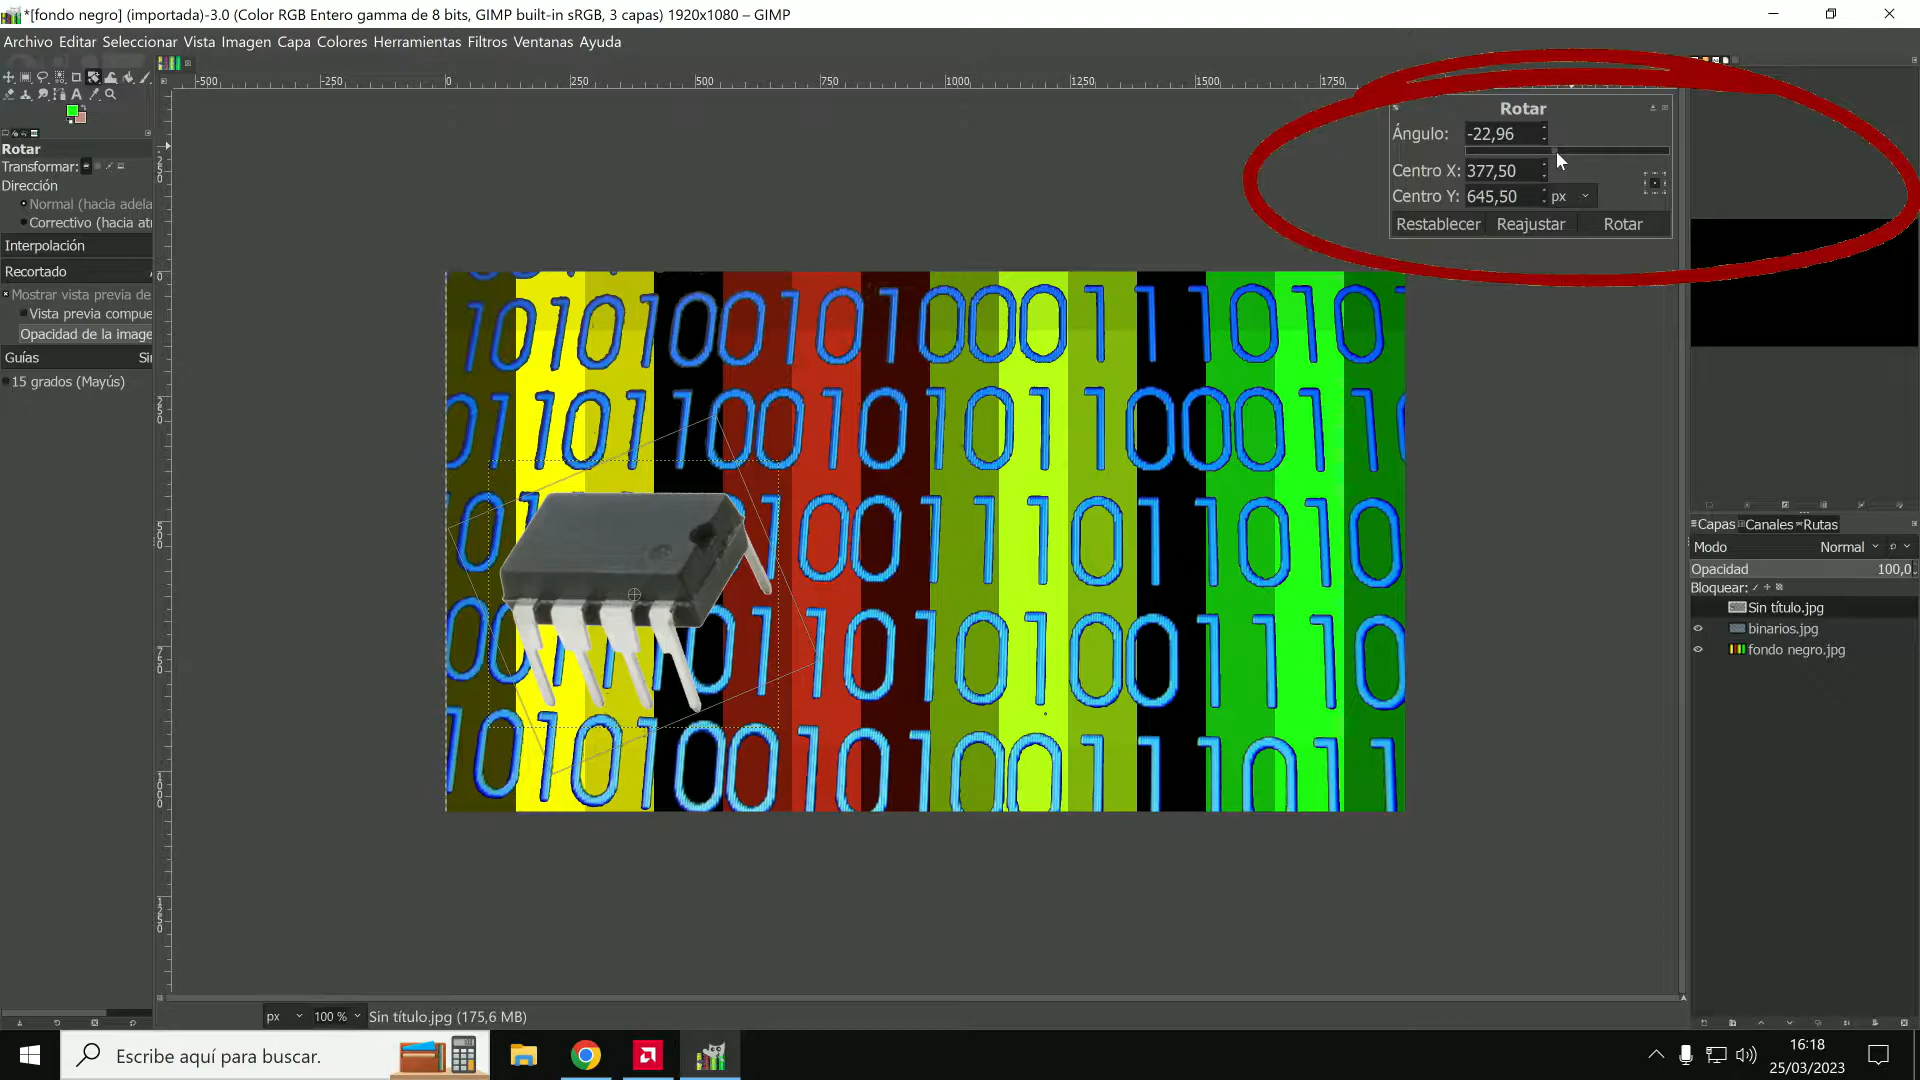 *[fondo negro] (importada)-3.0 (Color RGB Entero gamma de 8 bits, GIMP built-in sRGB, 3 capas) 1920x1080 – GIMP
Archivo Editar Seleccionar Vista Imagen Capa Colores Herramientas Filtros Ventanas Ayuda
-500 -250 0 250 500 750 1000 1250 1500 1750
Rotar
Transformar:
Dirección
Normal (hacia adela
Correctivo (hacia atr
Interpolación
Recortado
Mostrar vista previa de
Vista previa compue
Opacidad de la image
Guías Sin
15 grados (Mayús)
Rotar
Ángulo: -22,96
Centro X: 377,50
Centro Y: 645,50 px
Restablecer Reajustar Rotar
Capas Canales Rutas
Modo Normal
Opacidad 100,0
Bloquear:
Sin título.jpg
binarios.jpg
fondo negro.jpg
px 100 % Sin título.jpg (175,6 MB)
Escribe aquí para buscar.
16:18
25/03/2023